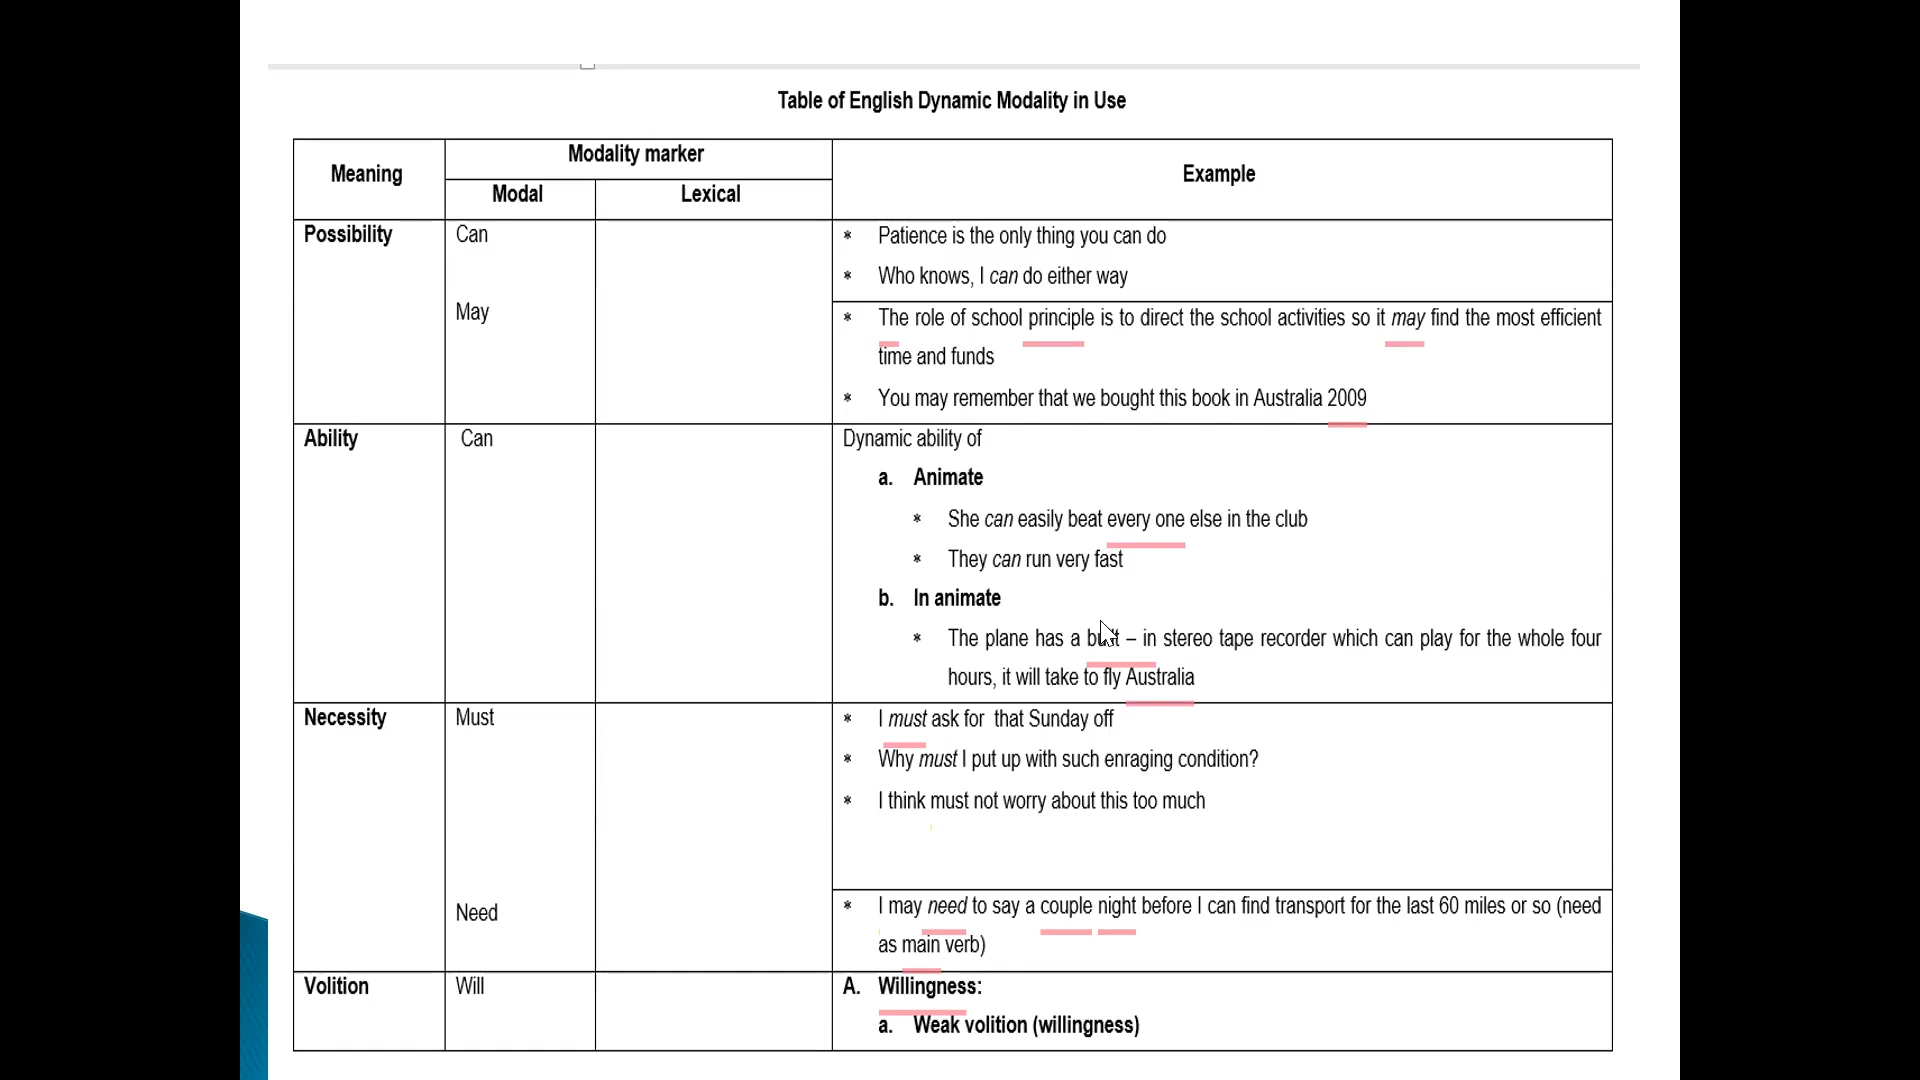 Table of English Dynamic Modality in Use
Meaning
Modality marker
Example
Modal
Lexical
Possibility
Can
* Patience is the only thing you can do
* Who knows, I can do either way
May
* The role of school principle is to direct the school activities so it may find the most efficient
time and funds
* You may remember that we bought this book in Australia 2009
Ability
Can
Dynamic ability of
a. Animate
* She can easily beat every one else in the club
* They can run very fast
b. In animate
* The plane has a built – in stereo tape recorder which can play for the whole four
hours, it will take to fly Australia
Necessity
Must
* I must ask for that Sunday off
* Why must I put up with such enraging condition?
* I think must not worry about this too much
Need
* I may need to say a couple night before I can find transport for the last 60 miles or so (need
as main verb)
Volition
Will
A. Willingness:
a. Weak volition (willingness)